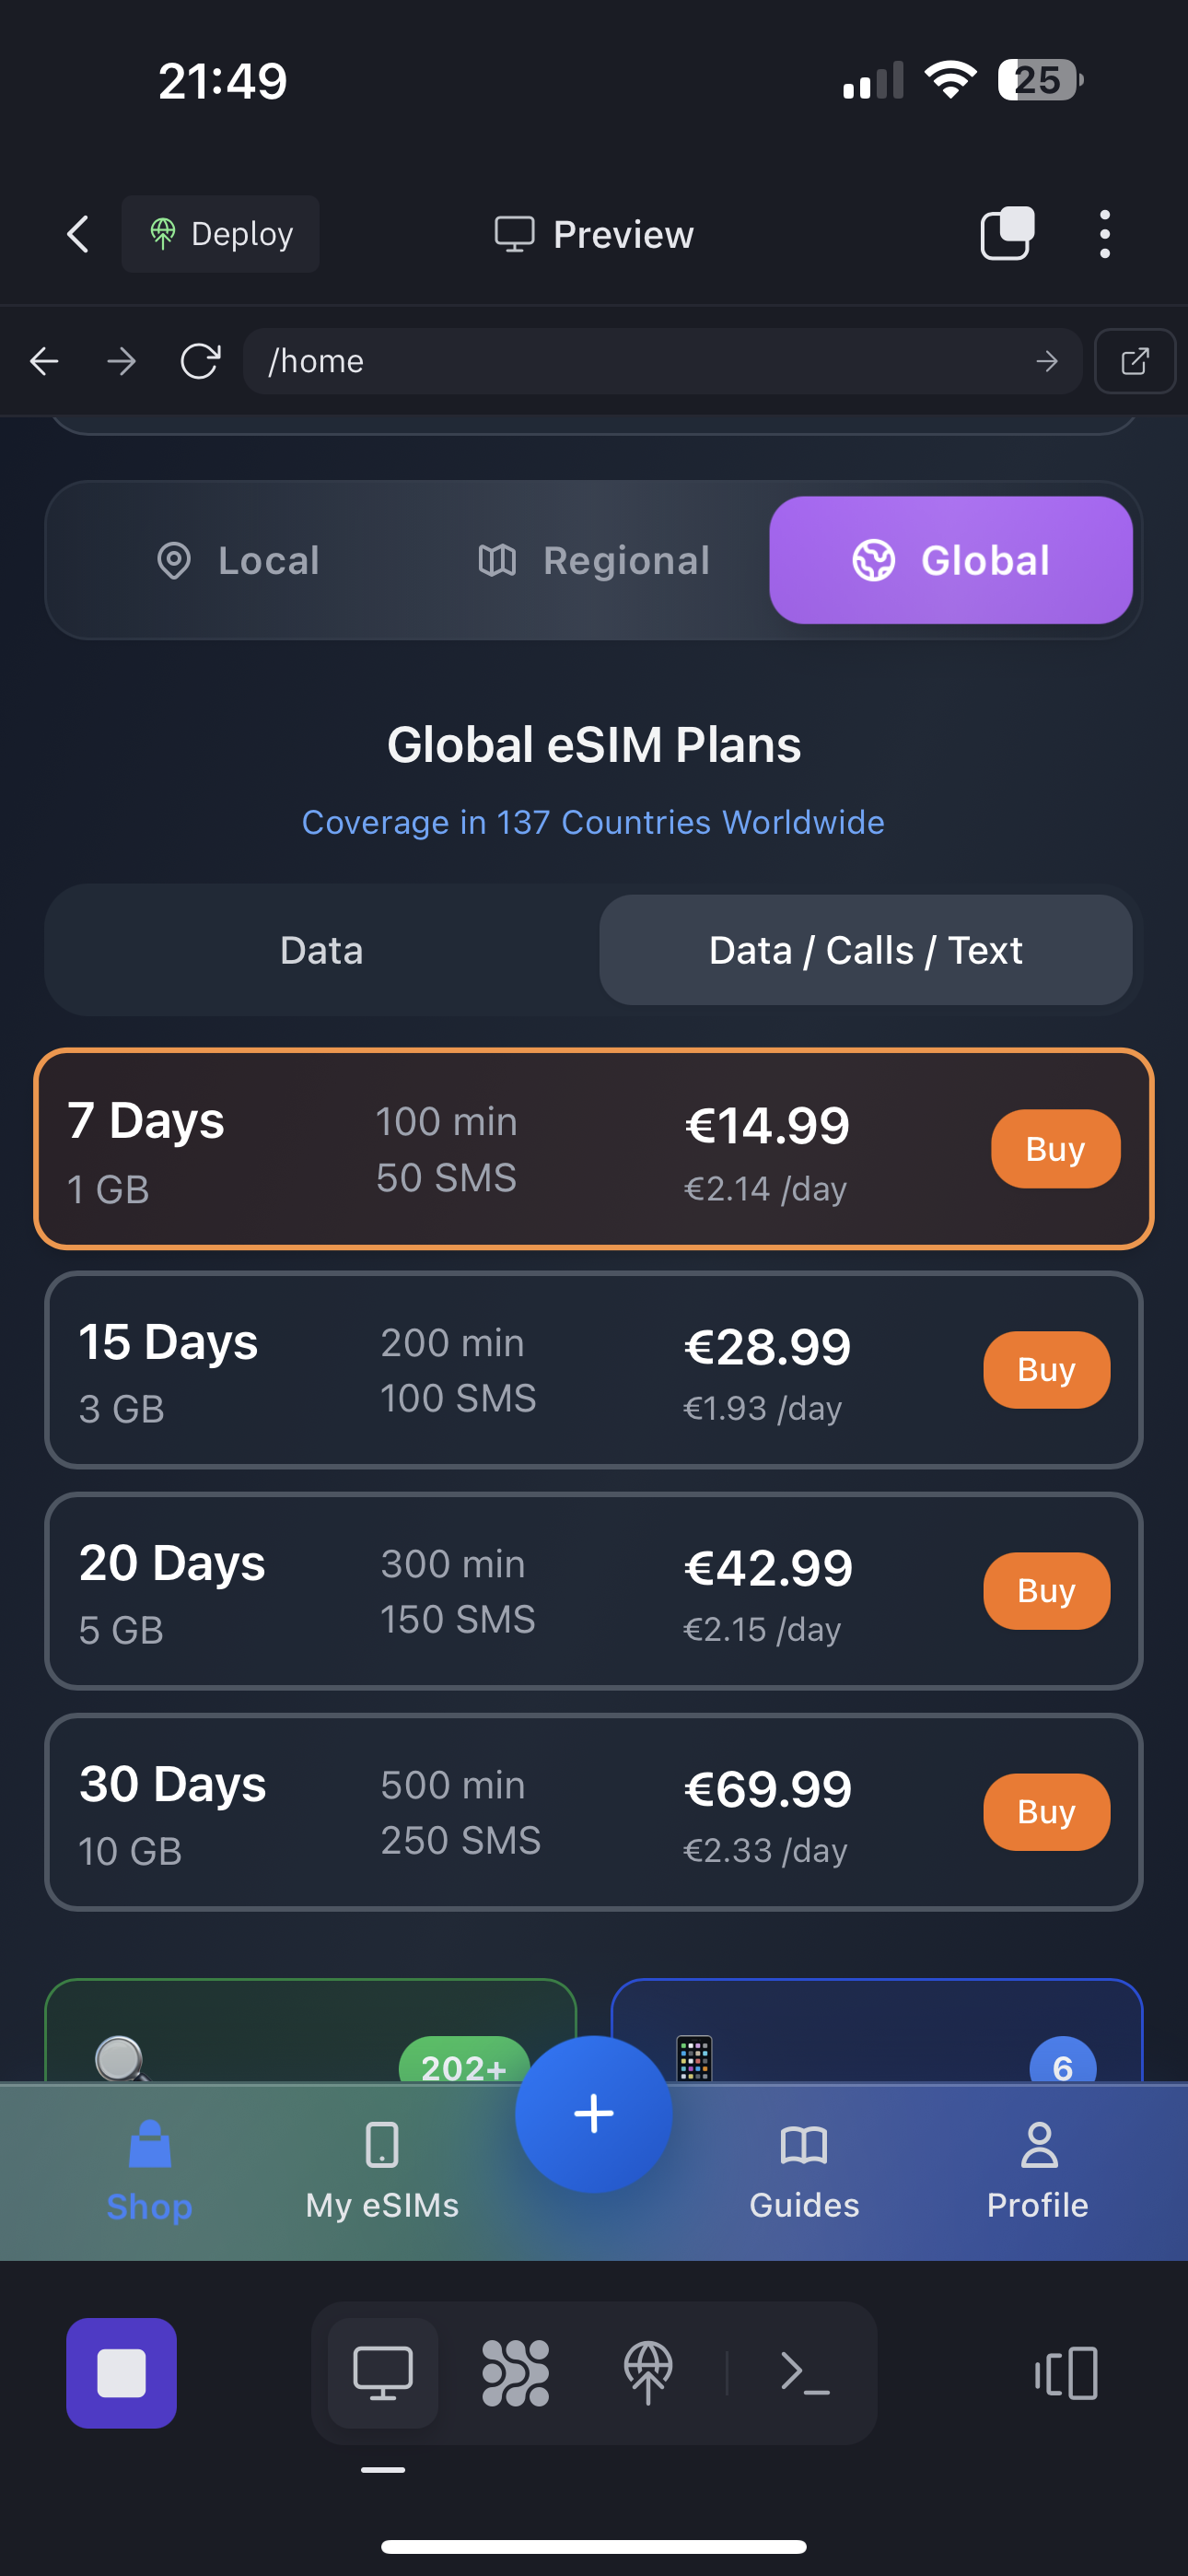 21:49
25
Deploy
Preview
/home
Local
Regional
Global
Global eSIM Plans
Coverage in 137 Countries Worldwide
Data
Data / Calls / Text
7 Days
1 GB
100 min
50 SMS
€14.99
€2.14 /day
Buy
15 Days
3 GB
200 min
100 SMS
€28.99
€1.93 /day
Buy
20 Days
5 GB
300 min
150 SMS
€42.99
€2.15 /day
Buy
30 Days
10 GB
500 min
250 SMS
€69.99
€2.33 /day
Buy
202+
6
Shop
My eSIMs
Guides
Profile